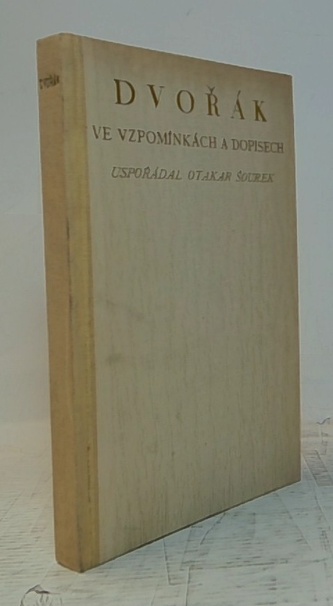 DVOŘÁK
DVOŘÁK
VE VZPOMÍNKÁCH A DOPISECH
USPOŘÁDAL OTAKAR ŠOUREK